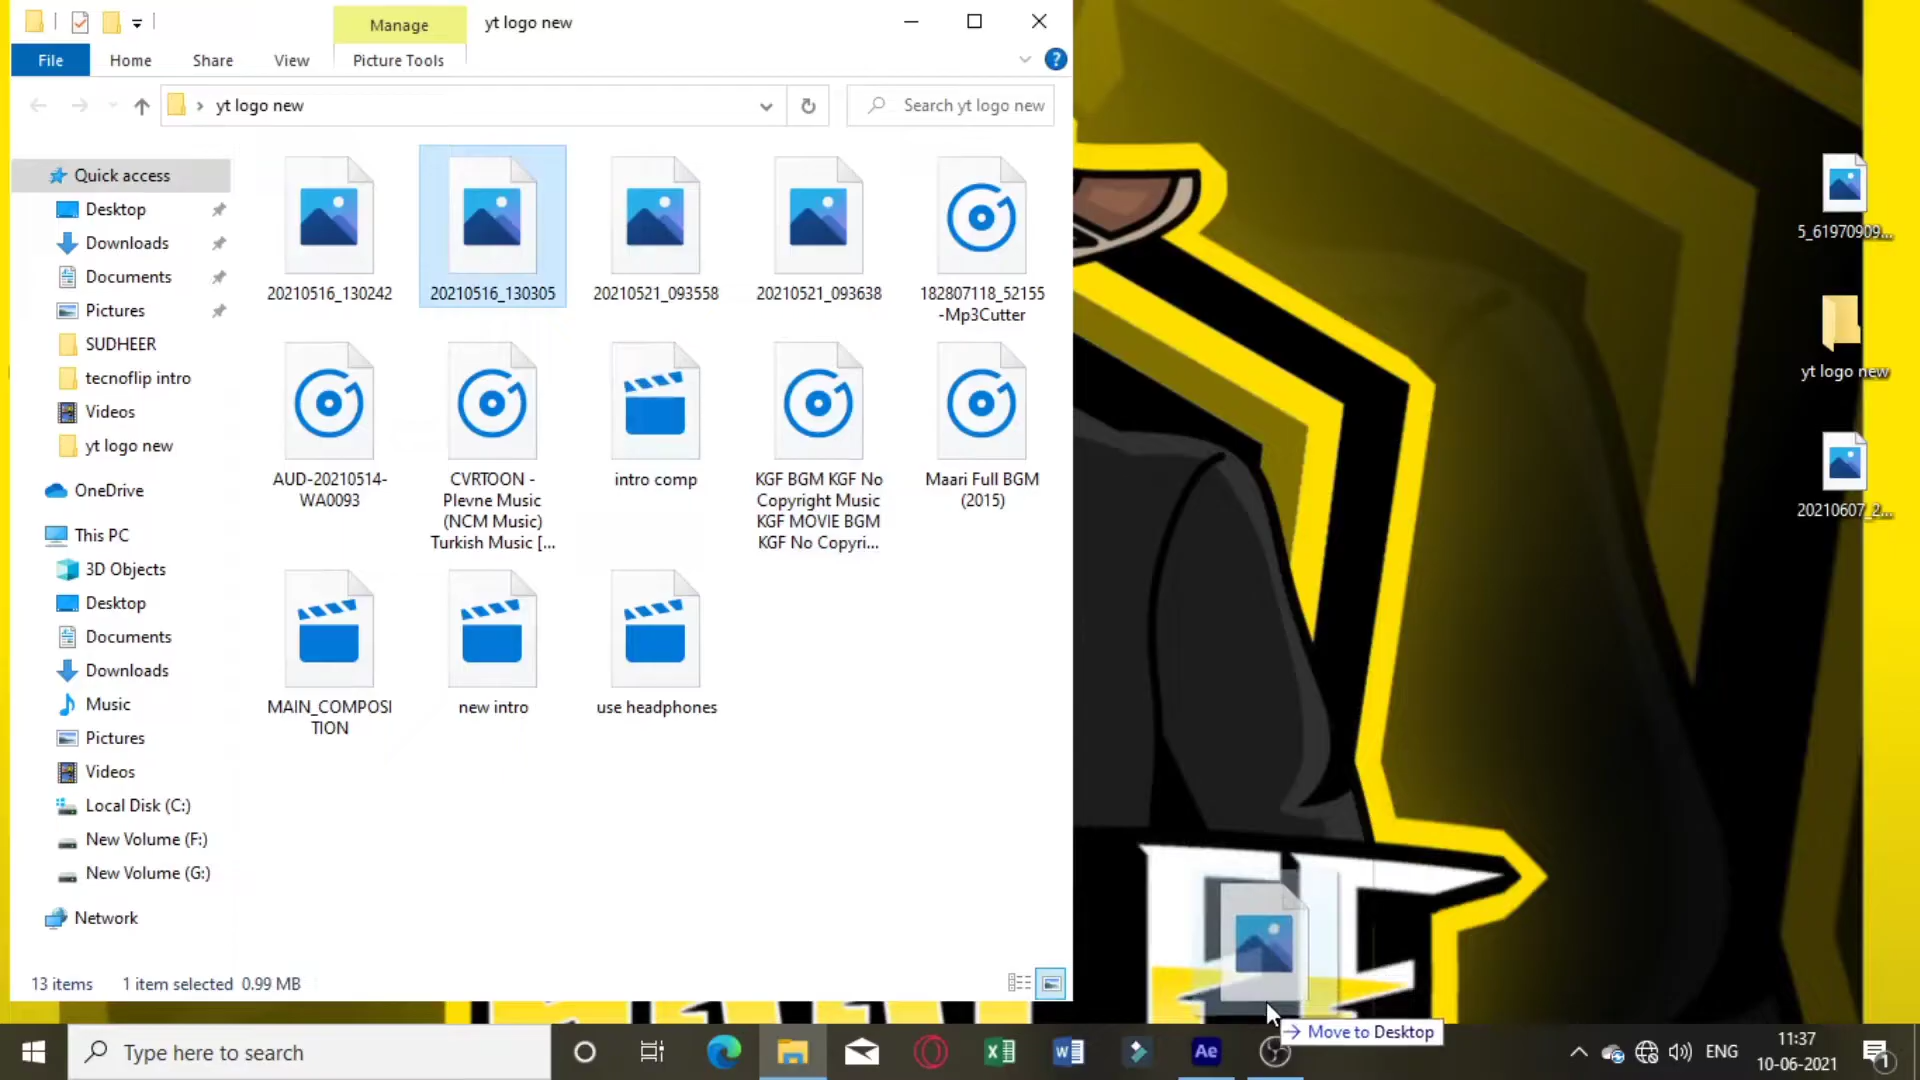 Manage
yt logo new
File
Home
Share
View
Picture Tools
yt logo new
Search yt logo new
Quick access
Desktop
Downloads
Documents
Pictures
SUDHEER
tecnoflip intro
Videos
yt logo new
OneDrive
This PC
3D Objects
Desktop
Documents
Downloads
Music
Pictures
Videos
Local Disk (C:)
New Volume (F:)
New Volume (G:)
Network
20210516_130242
20210516_130305
20210521_093558
20210521_093638
182807118_52155
-Mp3Cutter
AUD-20210514-
WA0093
CVRTOON -
Plevne Music
(NCM Music)
Turkish Music [...
intro comp
KGF BGM KGF No
Copyright Music
KGF MOVIE BGM
KGF No Copyri...
Maari Full BGM
(2015)
MAIN_COMPOSI
TION
new intro
use headphones
13 items
1 item selected 0.99 MB
5_61970909...
yt logo new
20210607_2...
Move to Desktop
Type here to search
Ae
ENG
11:37
10-06-2021
1